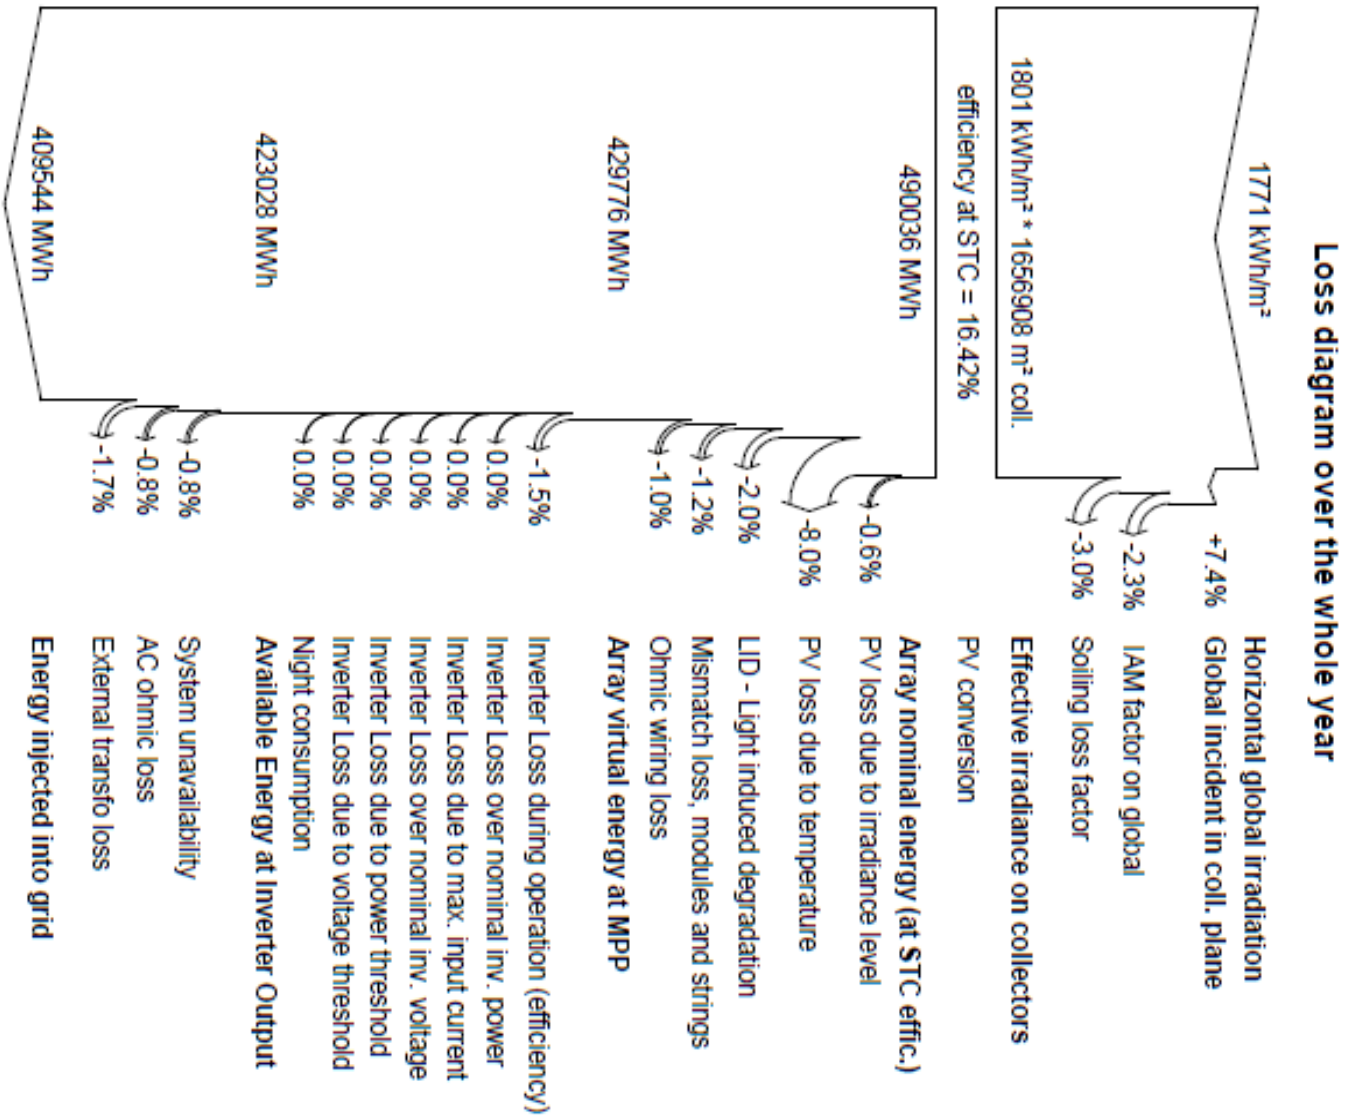 Loss diagram over the whole year
1771 kWh/m²
Horizontal global irradiation
+7.4% Global incident in coll. plane
-2.3% IAM factor on global
-3.0% Soiling loss factor
1801 kWh/m² * 1656908 m² coll.
Effective irradiance on collectors
efficiency at STC = 16.42%
PV conversion
490036 MWh
Array nominal energy (at STC effic.)
-0.6% PV loss due to irradiance level
-8.0% PV loss due to temperature
-2.0% LID - Light induced degradation
-1.2% Mismatch loss, modules and strings
-1.0% Ohmic wiring loss
429776 MWh
Array virtual energy at MPP
-1.5% Inverter Loss during operation (efficiency)
0.0% Inverter Loss over nominal inv. power
0.0% Inverter Loss due to max. input current
0.0% Inverter Loss over nominal inv. voltage
0.0% Inverter Loss due to power threshold
0.0% Inverter Loss due to voltage threshold
0.0% Night consumption
423028 MWh
Available Energy at Inverter Output
-0.8% System unavailability
-0.8% AC ohmic loss
-1.7% External transfo loss
409544 MWh
Energy injected into grid